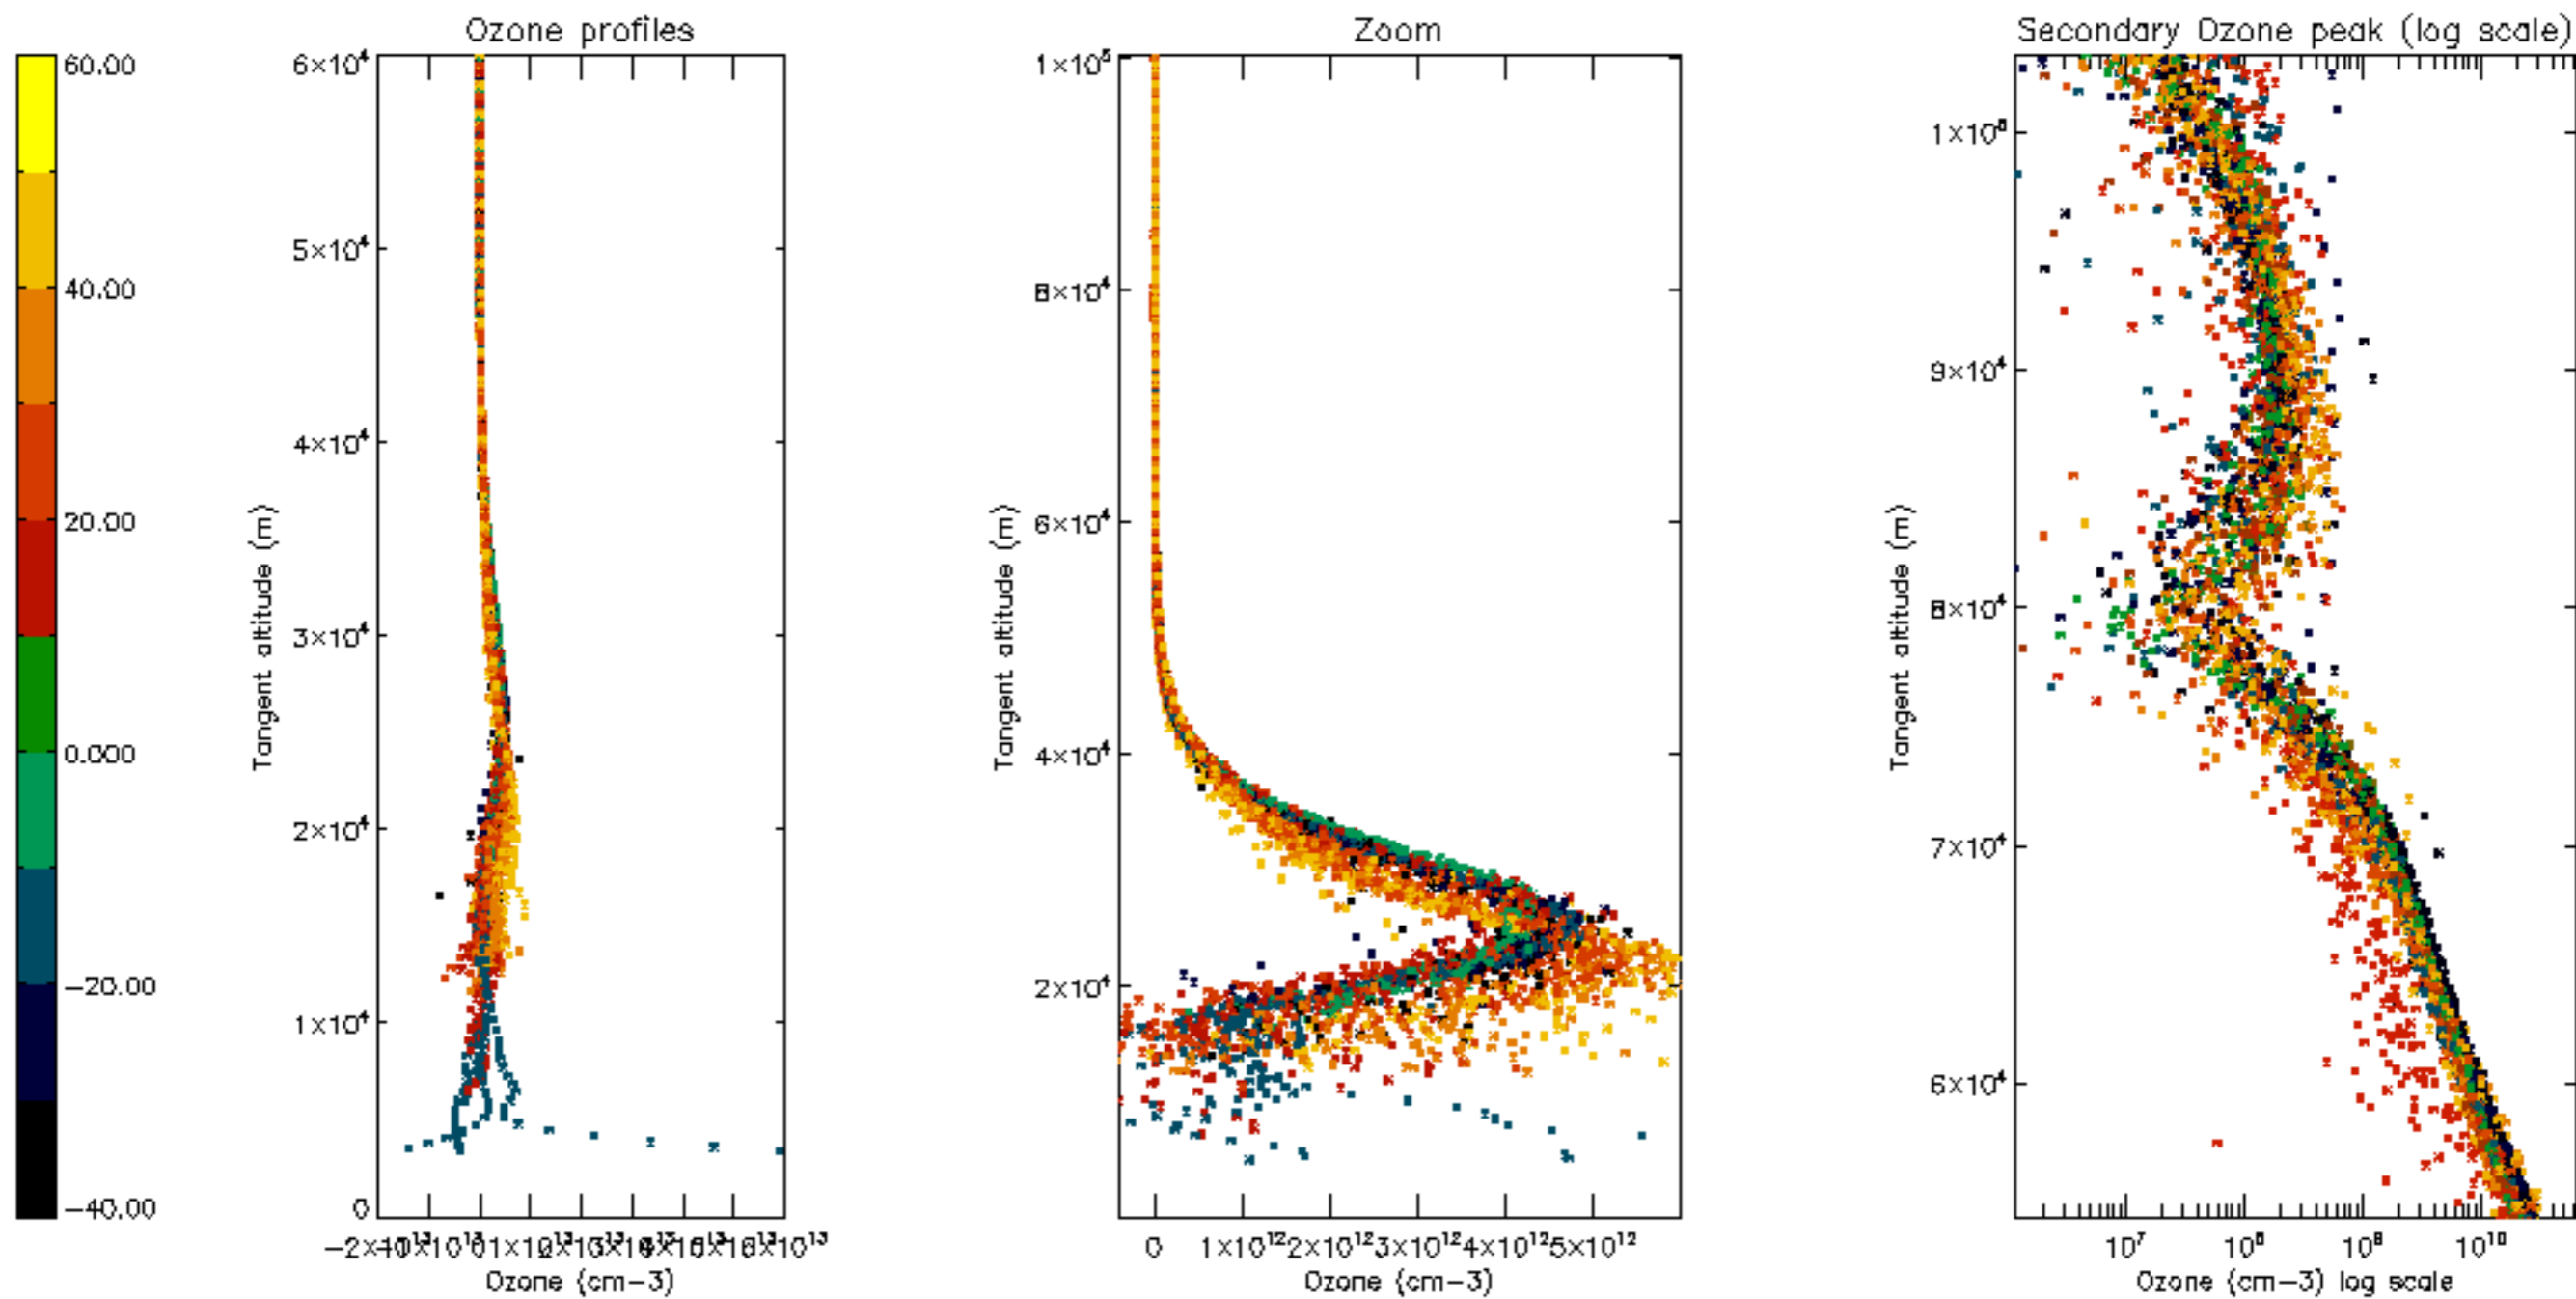 Ozone profiles
Zoom
Secondary Ozone peak (log scale)
60.00
40.00
20.00
0.000
−20.00
−40.00
6×10⁴
5×10⁴
4×10⁴
3×10⁴
2×10⁴
1×10⁴
0
Tangent altitude (m)
Ozone (cm−3)
1×10⁵
8×10⁴
6×10⁴
4×10⁴
2×10⁴
Tangent altitude (m)
0 1×10¹² 2×10¹² 3×10¹² 4×10¹² 5×10¹²
Ozone (cm−3)
9×10⁴
8×10⁴
7×10⁴
6×10⁴
Tangent altitude (m)
10⁷ 10⁸ 10⁹ 10¹⁰
Ozone (cm−3) log scale